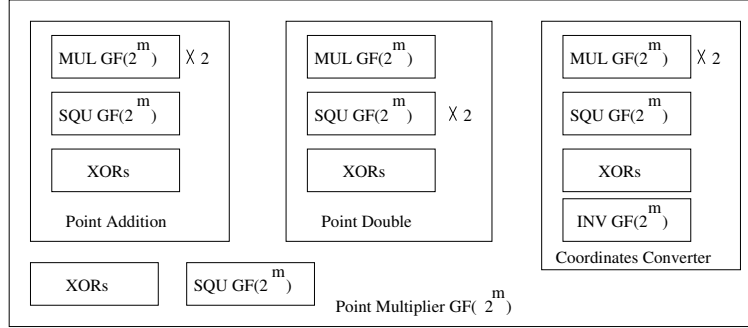 MUL GF(2^m) X 2
SQU GF(2^m)
XORs
Point Addition
MUL GF(2^m)
SQU GF(2^m) X 2
XORs
Point Double
MUL GF(2^m) X 2
SQU GF(2^m)
XORs
INV GF(2^m)
Coordinates Converter
XORs
SQU GF(2^m)
Point Multiplier GF( 2^m)